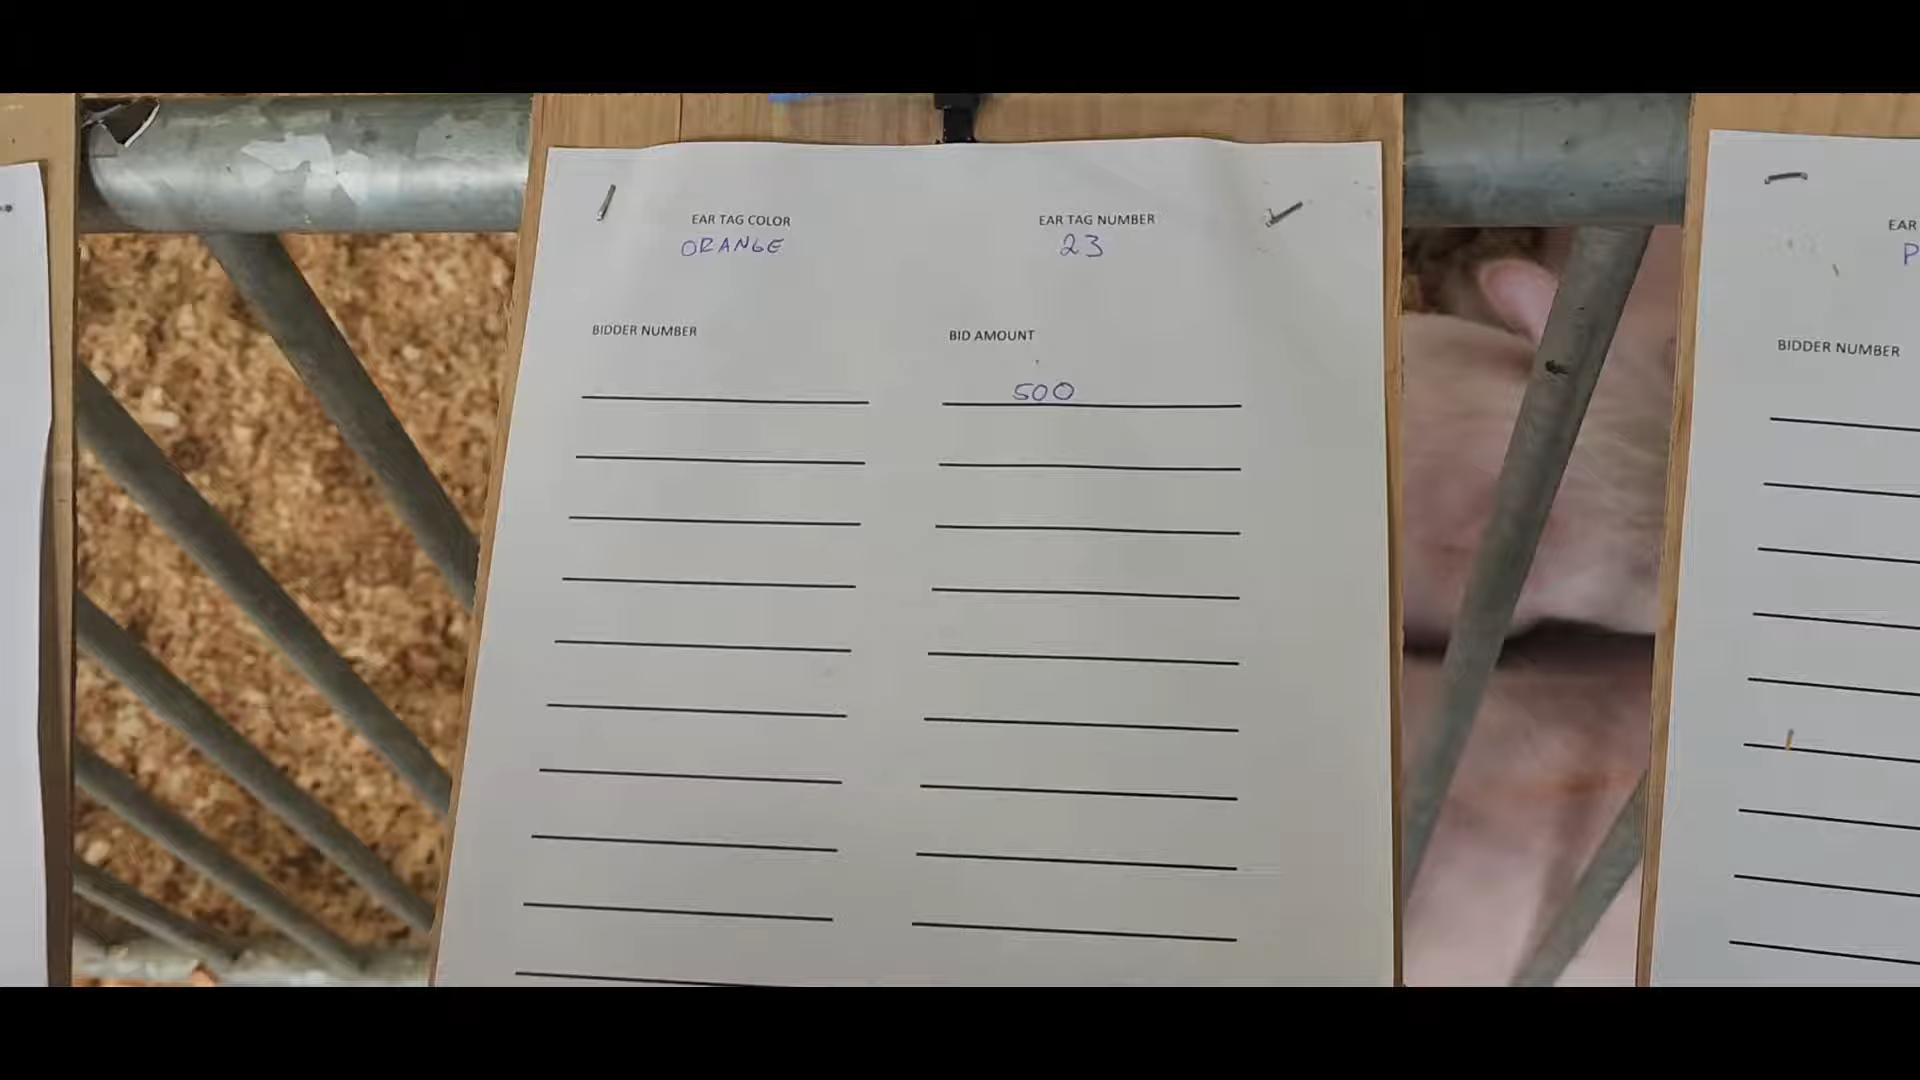 EAR TAG COLOR
ORANGE
EAR TAG NUMBER
23
BIDDER NUMBER
BID AMOUNT
500
EAR
P
BIDDER NUMBER